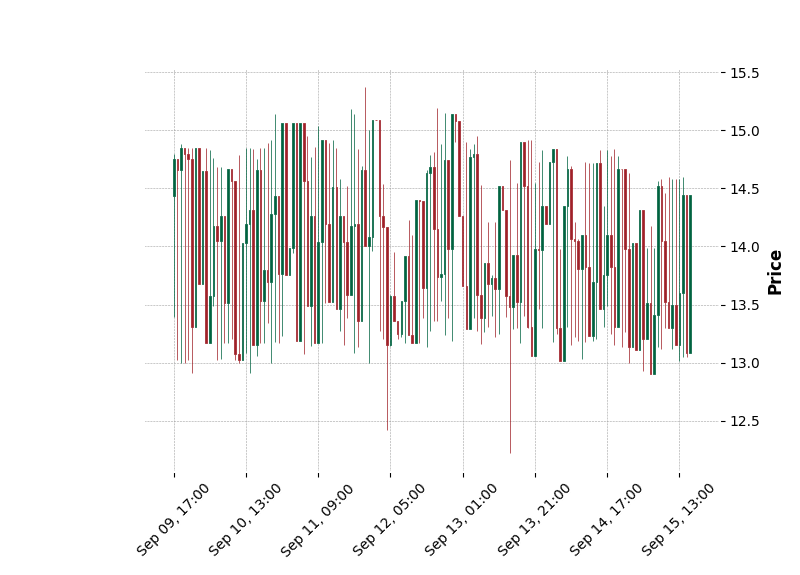 15.5
15.0
14.5
14.0
13.5
13.0
12.5
Price
Sep 09, 17:00
Sep 10, 13:00
Sep 11, 09:00
Sep 12, 05:00
Sep 13, 01:00
Sep 13, 21:00
Sep 14, 17:00
Sep 15, 13:00